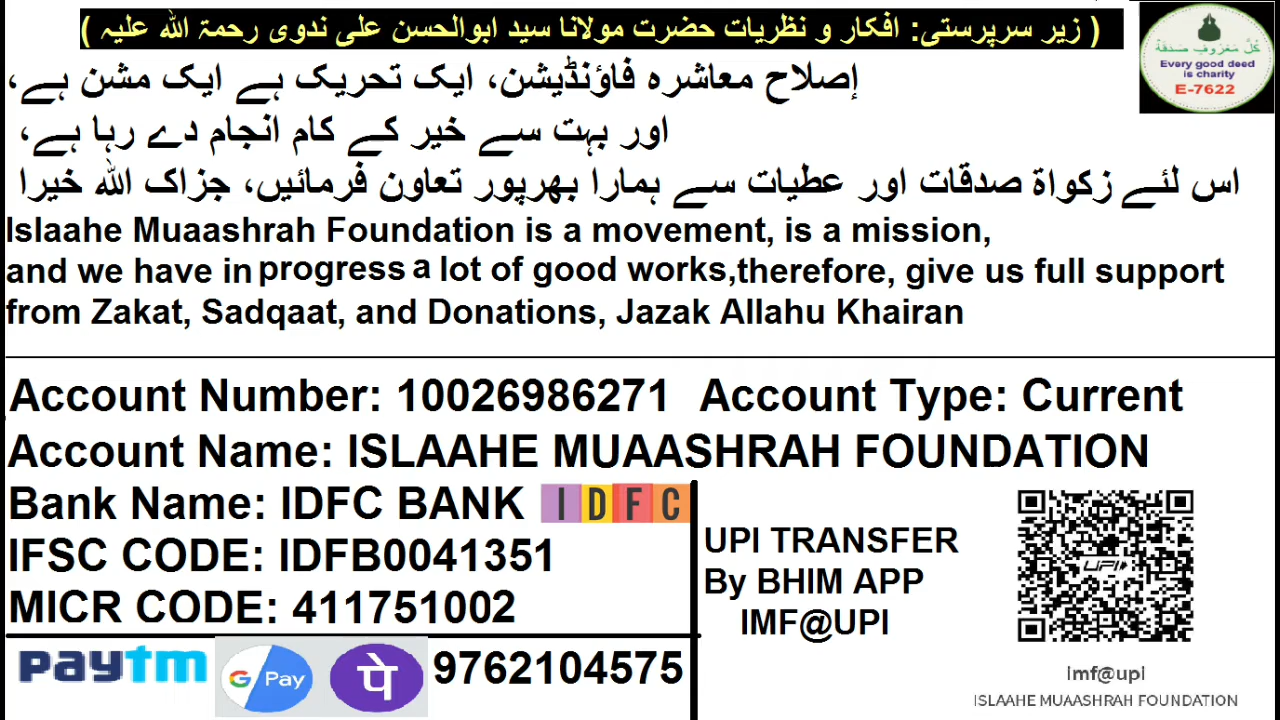 ( زیر سرپرستی: افکار و نظریات حضرت مولانا سید ابوالحسن علی ندوی رحمۃ اللہ علیہ )
كُلُّ مَعْرُوفٍ صَدَقَة
Every good deed
is charity
E-7622
إصلاح معاشرہ فاؤنڈیشن، ایک تحریک ہے ایک مشن ہے،
اور بہت سے خیر کے کام انجام دے رہا ہے،
اس لئے زکواۃ صدقات اور عطیات سے ہمارا بھرپور تعاون فرمائیں، جزاک اللہ خیرا
Islaahe Muaashrah Foundation is a movement, is a mission,
and we have in progress a lot of good works,therefore, give us full support
from Zakat, Sadqaat, and Donations, Jazak Allahu Khairan
Account Number: 10026986271 Account Type: Current
Account Name: ISLAAHE MUAASHRAH FOUNDATION
Bank Name: IDFC BANK IDFC
IFSC CODE: IDFB0041351
MICR CODE: 411751002
paytm G Pay पे 9762104575
UPI TRANSFER
By BHIM APP
IMF@UPI
UPI
imf@upi
ISLAAHE MUAASHRAH FOUNDATION